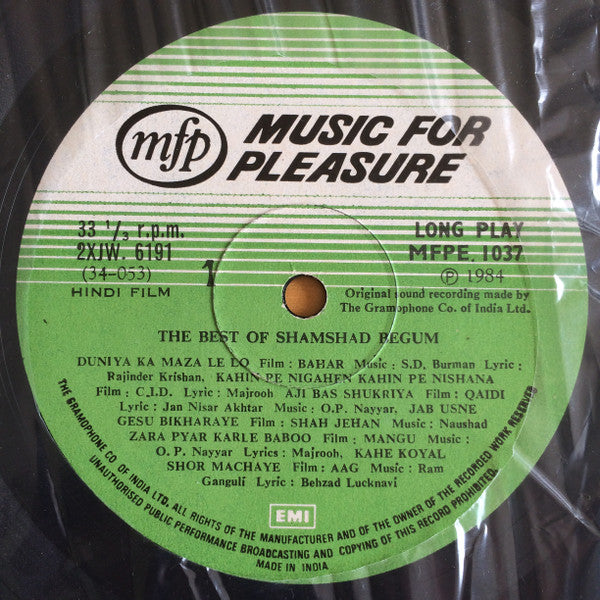 mfp MUSIC FOR
PLEASURE
33 1/3 r.p.m.
2XJW. 6191
(34-053)
HINDI FILM
1
LONG PLAY
MFPE. 1037
℗ 1984
Original sound recording made by
The Gramophone Co. of India Ltd.
THE BEST OF SHAMSHAD BEGUM
DUNIYA KA MAZA LE LO Film : BAHAR Music : S.D. Burman Lyric :
Rajinder Krishan, KAHIN PE NIGAHEN KAHIN PE NISHANA
Film : C.I.D. Lyric : Majrooh AJI BAS SHUKRIYA Film : QAIDI
Lyric : Jan Nisar Akhtar Music : O.P. Nayyar, JAB USNE
GESU BIKHARAYE Film : SHAH JEHAN Music : Naushad
ZARA PYAR KARLE BABOO Film : MANGU Music :
O. P. Nayyar Lyrics : Majrooh, KAHE KOYAL
SHOR MACHAYE Film : AAG Music : Ram
Ganguli Lyric : Behzad Lucknavi
EMI
THE GRAMOPHONE CO. OF INDIA LTD. ALL RIGHTS OF THE MANUFACTURER AND OF THE OWNER OF THE RECORDED WORK RESERVED
UNAUTHORISED PUBLIC PERFORMANCE BROADCASTING AND COPYING OF THIS RECORD PROHIBITED.
MADE IN INDIA